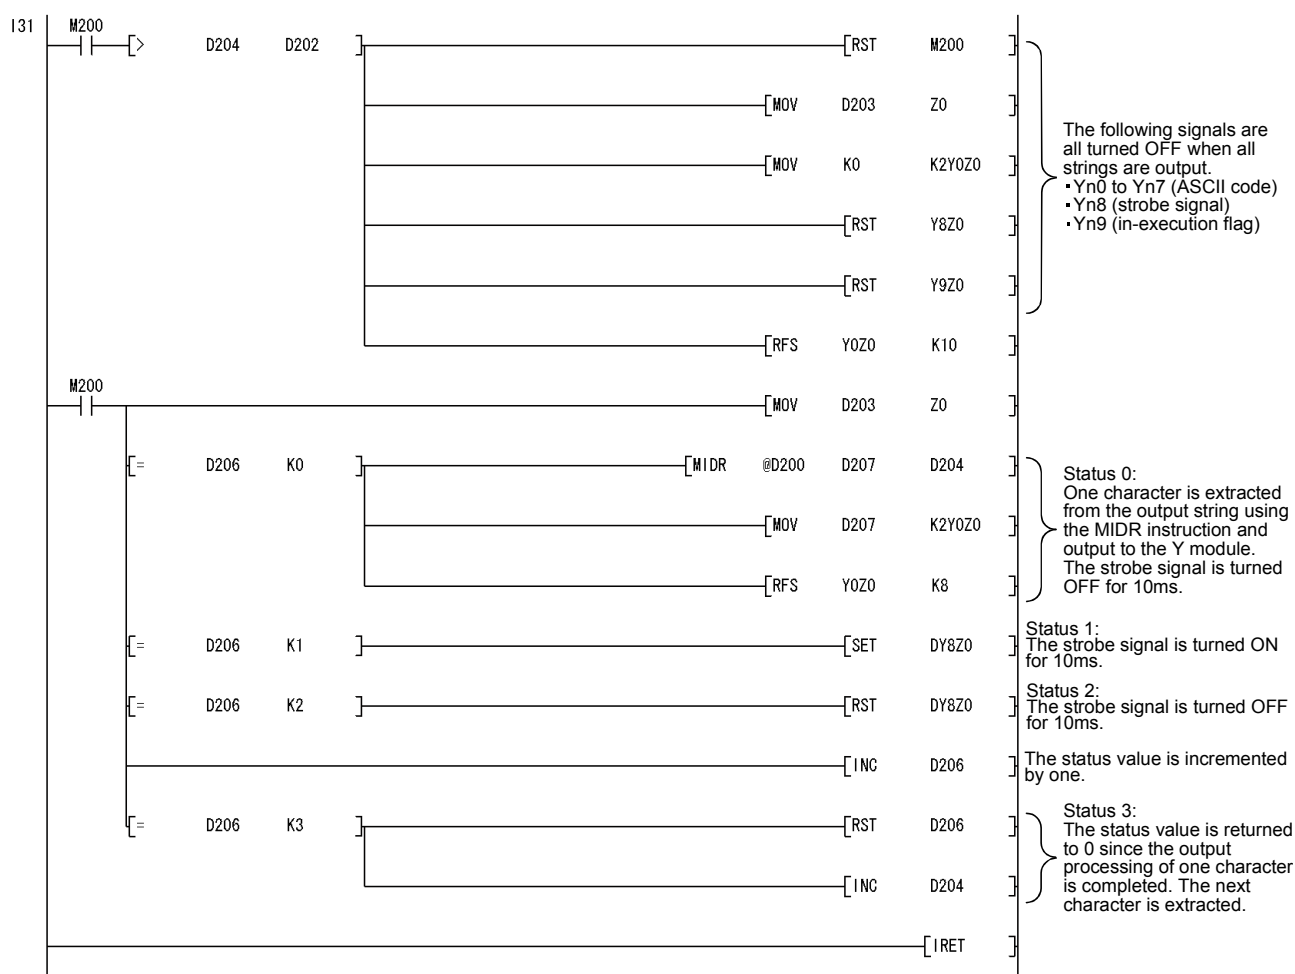 I31
M200
[> D204 D202 ]
[RST M200 ]
[MOV D203 Z0 ]
[MOV K0 K2Y0Z0 ]
[RST Y8Z0 ]
[RST Y9Z0 ]
[RFS Y0Z0 K10 ]
The following signals are
all turned OFF when all
strings are output.
・Yn0 to Yn7 (ASCII code)
・Yn8 (strobe signal)
・Yn9 (in-execution flag)
M200
[MOV D203 Z0 ]
[= D206 K0 ]
[MIDR @D200 D207 D204 ]
[MOV D207 K2Y0Z0 ]
[RFS Y0Z0 K8 ]
Status 0:
One character is extracted
from the output string using
the MIDR instruction and
output to the Y module.
The strobe signal is turned
OFF for 10ms.
[= D206 K1 ]
[SET DY8Z0 ]
Status 1:
The strobe signal is turned ON
for 10ms.
[= D206 K2 ]
[RST DY8Z0 ]
Status 2:
The strobe signal is turned OFF
for 10ms.
[INC D206 ]
The status value is incremented
by one.
[= D206 K3 ]
[RST D206 ]
[INC D204 ]
Status 3:
The status value is returned
to 0 since the output
processing of one character
is completed. The next
character is extracted.
[IRET ]